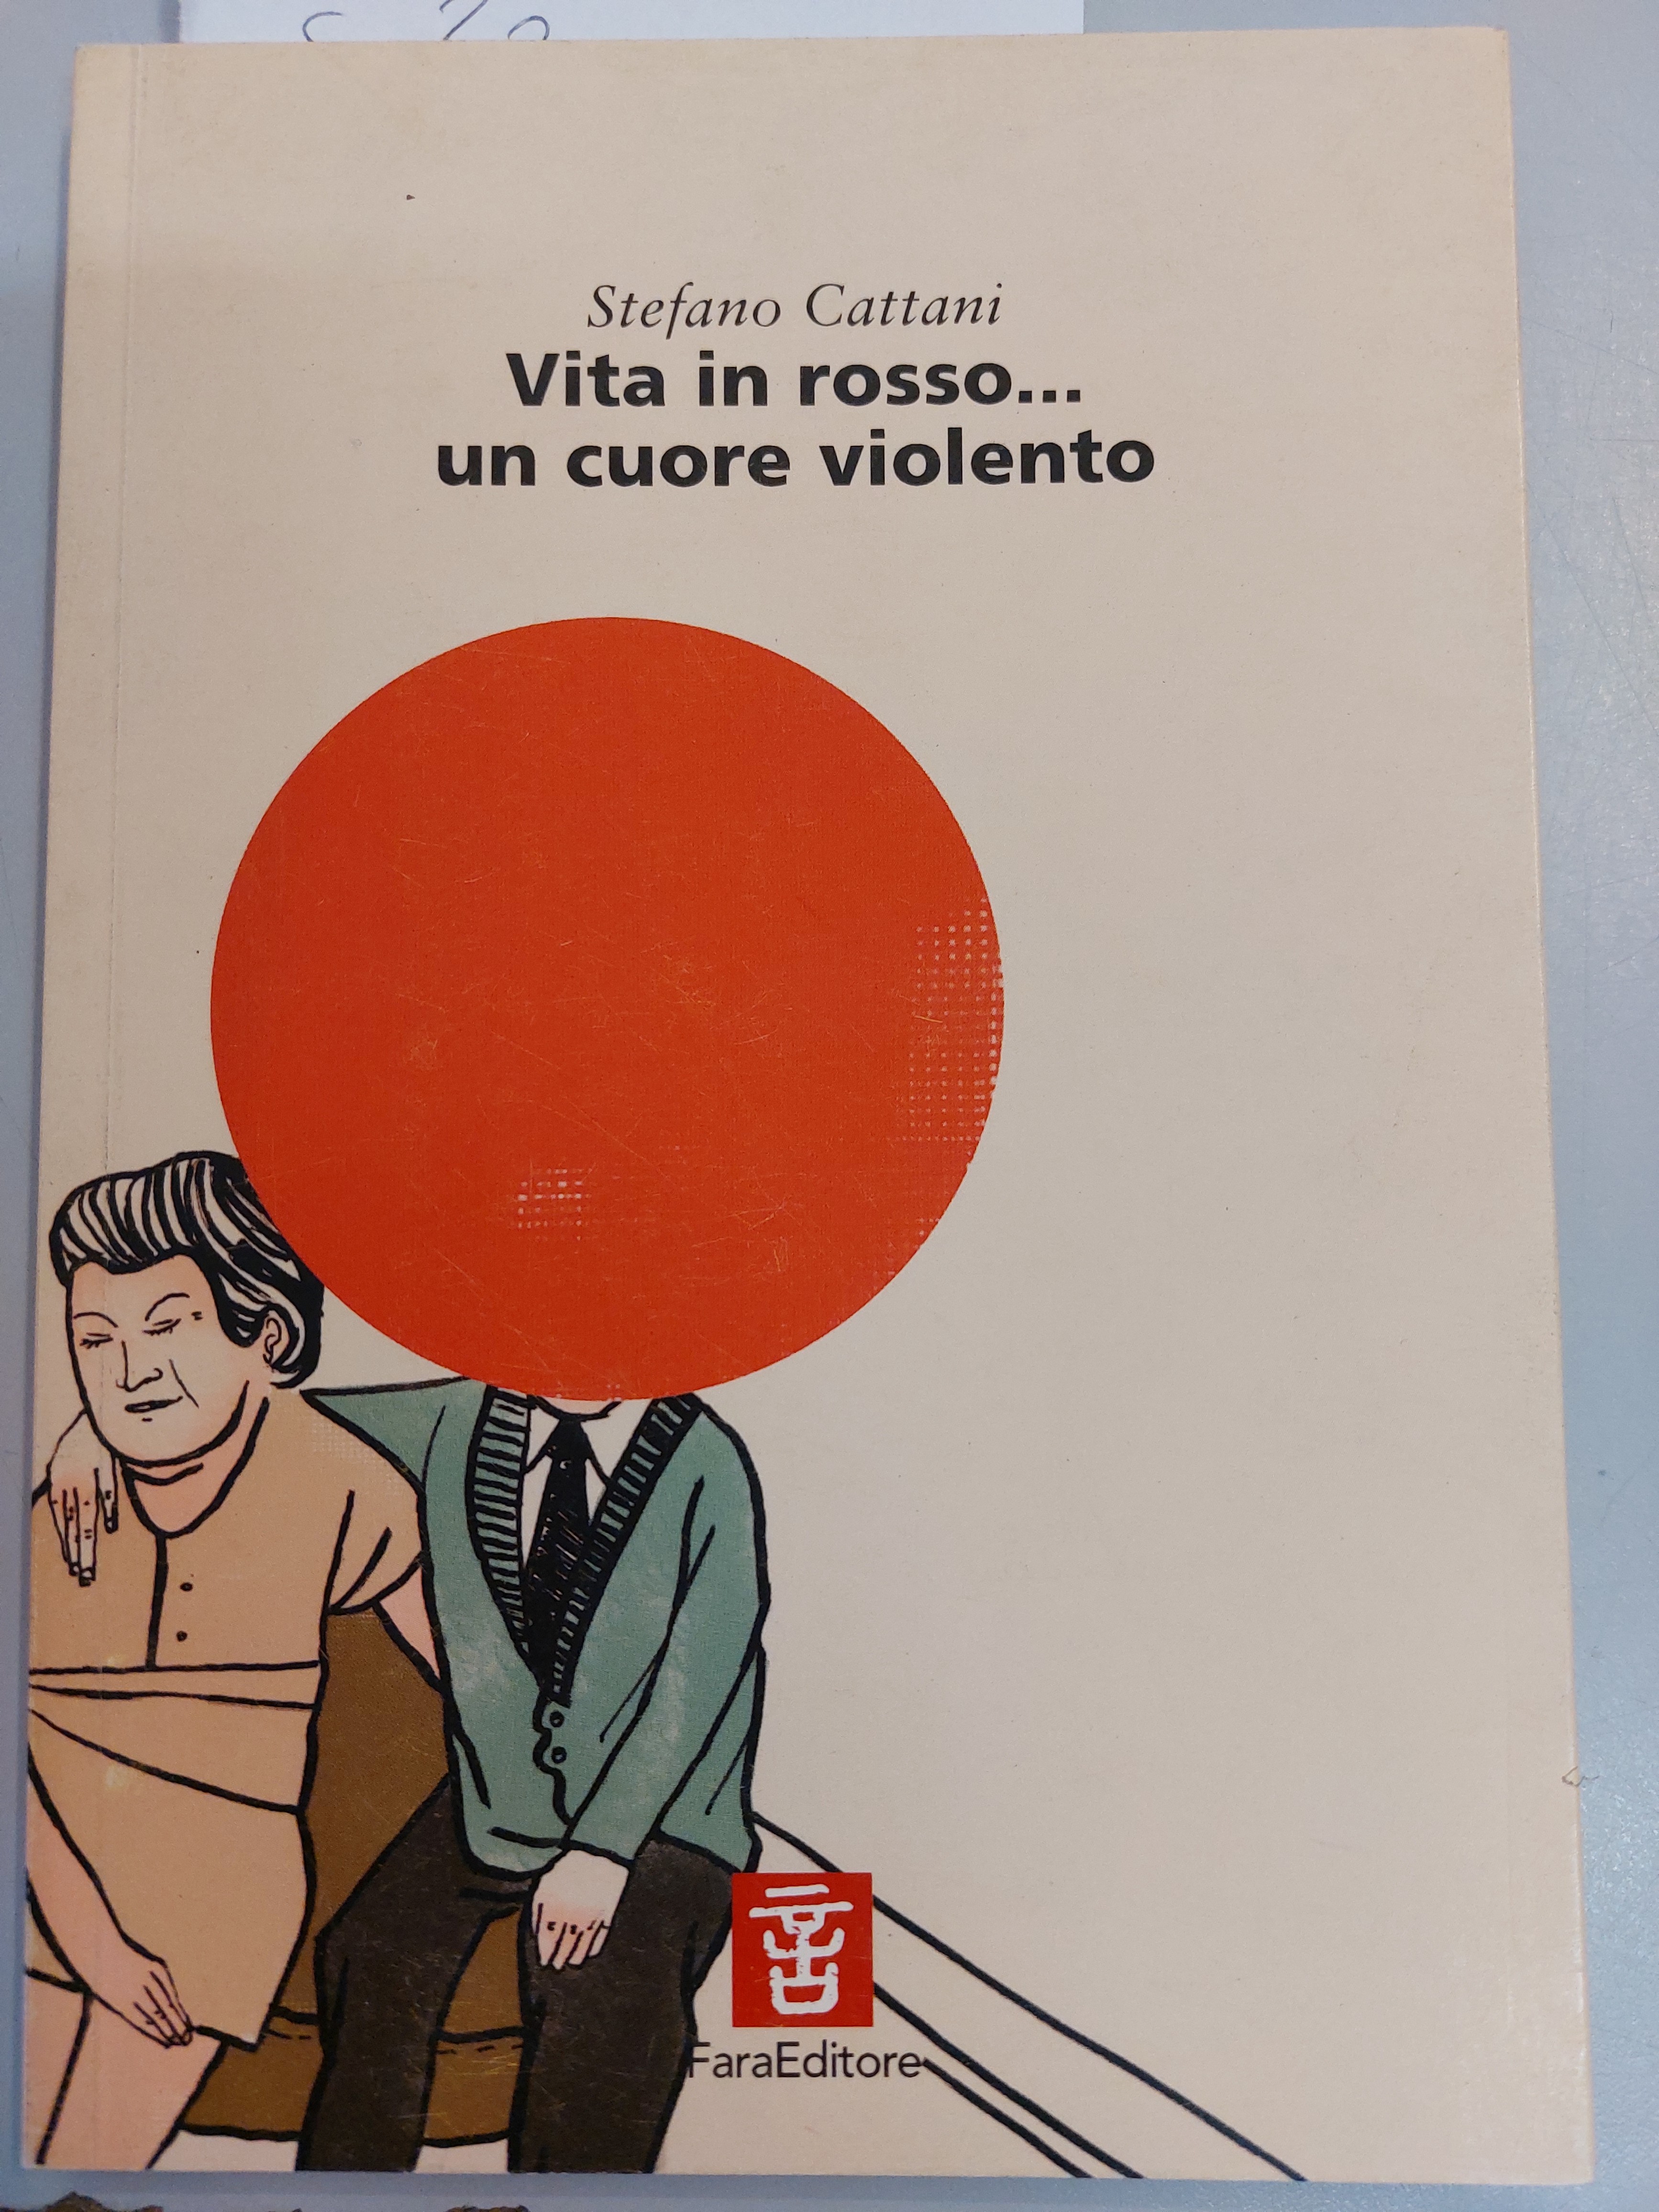 Stefano Cattani
Vita in rosso...
un cuore violento
FaraEditore